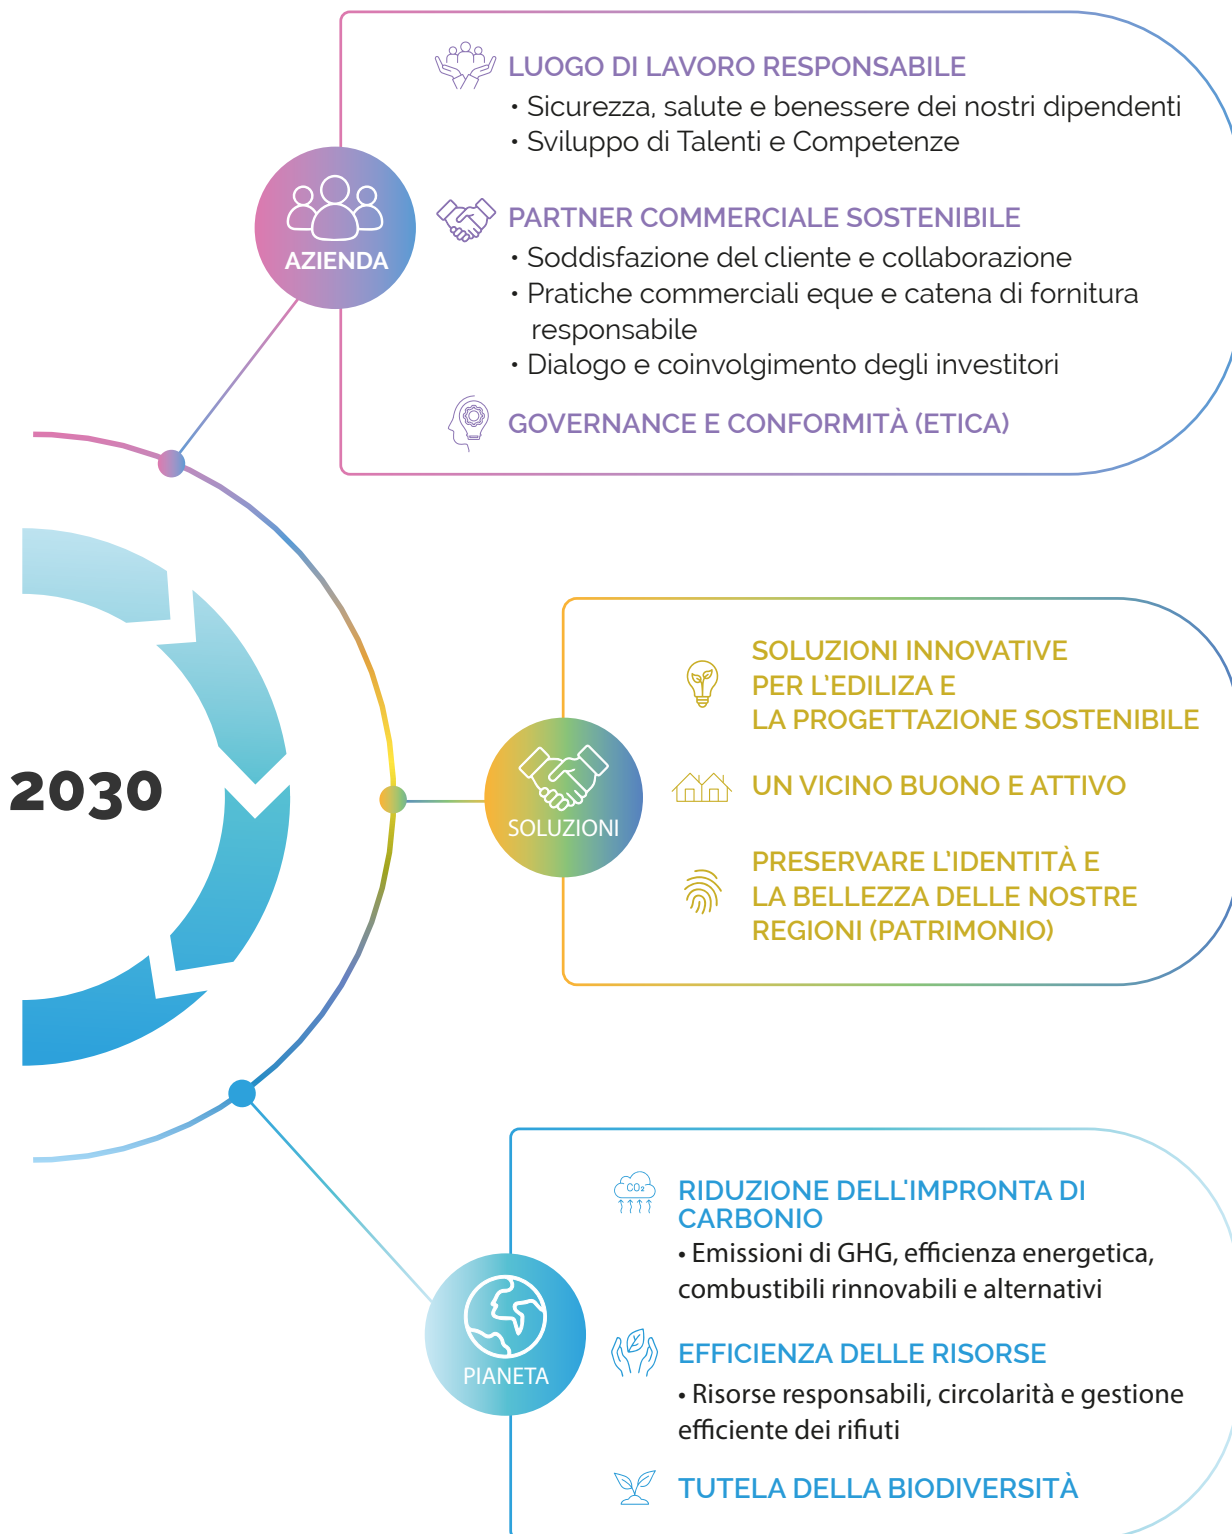 LUOGO DI LAVORO RESPONSABILE
• Sicurezza, salute e benessere dei nostri dipendenti
• Sviluppo di Talenti e Competenze
AZIENDA
PARTNER COMMERCIALE SOSTENIBILE
• Soddisfazione del cliente e collaborazione
• Pratiche commerciali eque e catena di fornitura
responsabile
• Dialogo e coinvolgimento degli investitori
GOVERNANCE E CONFORMITÀ (ETICA)
2030
SOLUZIONI
SOLUZIONI INNOVATIVE
PER L'EDILIZA E
LA PROGETTAZIONE SOSTENIBILE
UN VICINO BUONO E ATTIVO
PRESERVARE L'IDENTITÀ E
LA BELLEZZA DELLE NOSTRE
REGIONI (PATRIMONIO)
PIANETA
CO₂
RIDUZIONE DELL'IMPRONTA DI
CARBONIO
• Emissioni di GHG, efficienza energetica,
combustibili rinnovabili e alternativi
EFFICIENZA DELLE RISORSE
• Risorse responsabili, circolarità e gestione
efficiente dei rifiuti
TUTELA DELLA BIODIVERSITÀ